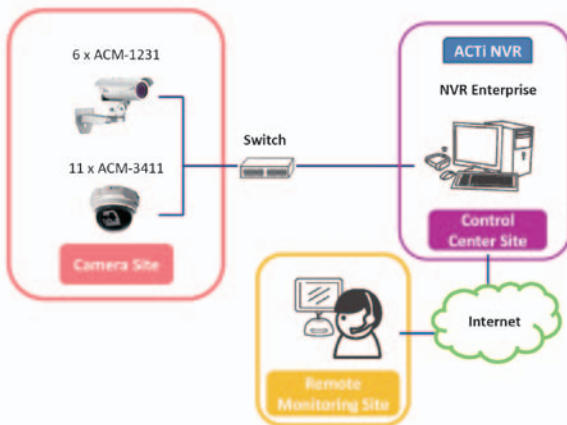 6 x ACM-1231
11 x ACM-3411
Camera Site
Switch
ACTi NVR
NVR Enterprise
Control
Center Site
Internet
Remote
Monitoring Site